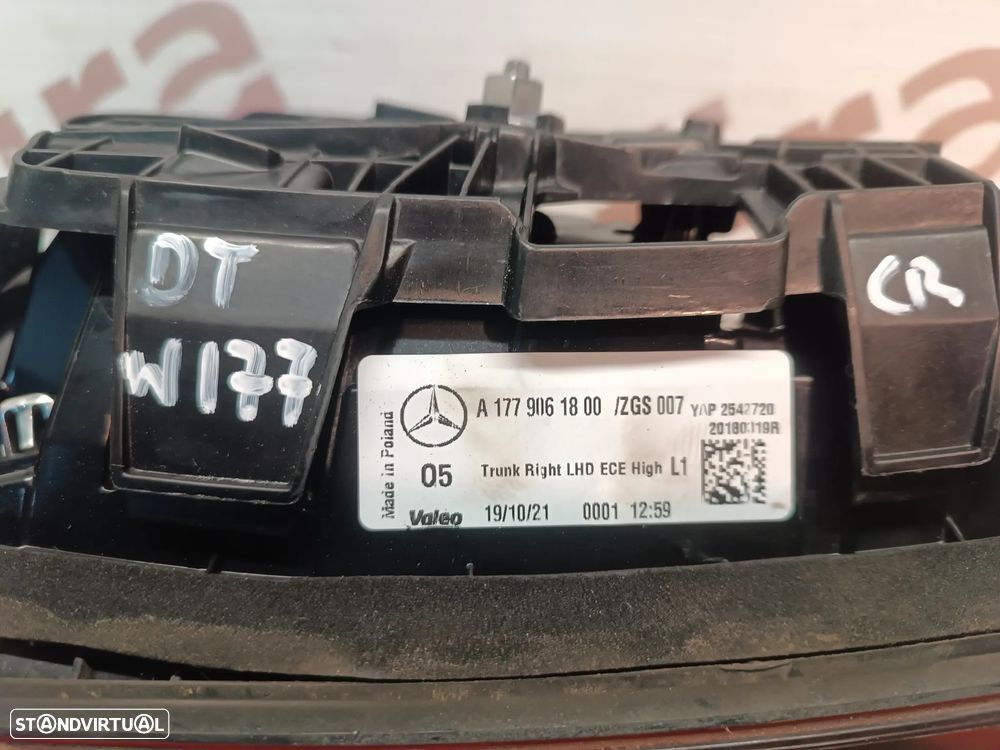 DT
W177
CR
A 177 906 18 00 /ZGS 007 YAP 2542720
20180119R
Made in Poland
05 Trunk Right LHD ECE High L1
Valeo 19/10/21 0001 12:59
STANDVIRTUAL